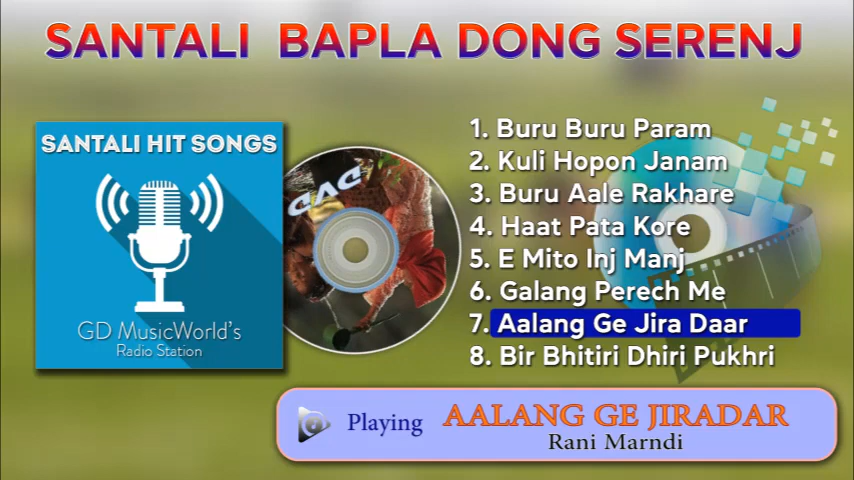 SANTALI BAPLA DONG SERENJ
SANTALI HIT SONGS
GD MusicWorld's
Radio Station
1. Buru Buru Param
2. Kuli Hopon Janam
3. Buru Aale Rakhare
4. Haat Pata Kore
5. E Mito Inj Manj
6. Galang Perech Me
7. Aalang Ge Jira Daar
8. Bir Bhitiri Dhiri Pukhri
Playing AALANG GE JIRADAR
Rani Marndi